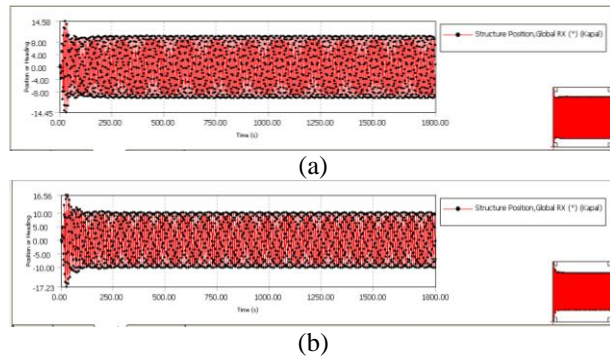 14.58
8.00
4.00
0.00
-4.00
-8.00
-14.45
Position or Heading
0.00 250.00 500.00 750.00 1000.00 1250.00 1500.00 1800.00
Time (s)
Structure Position,Global RX (°) (Kapal)
(a)
16.56
10.00
5.00
0.00
-5.00
-10.00
-17.23
Position or Heading
0.00 250.00 500.00 750.00 1000.00 1250.00 1500.00 1800.00
Time (s)
Structure Position,Global RX (°) (Kapal)
(b)